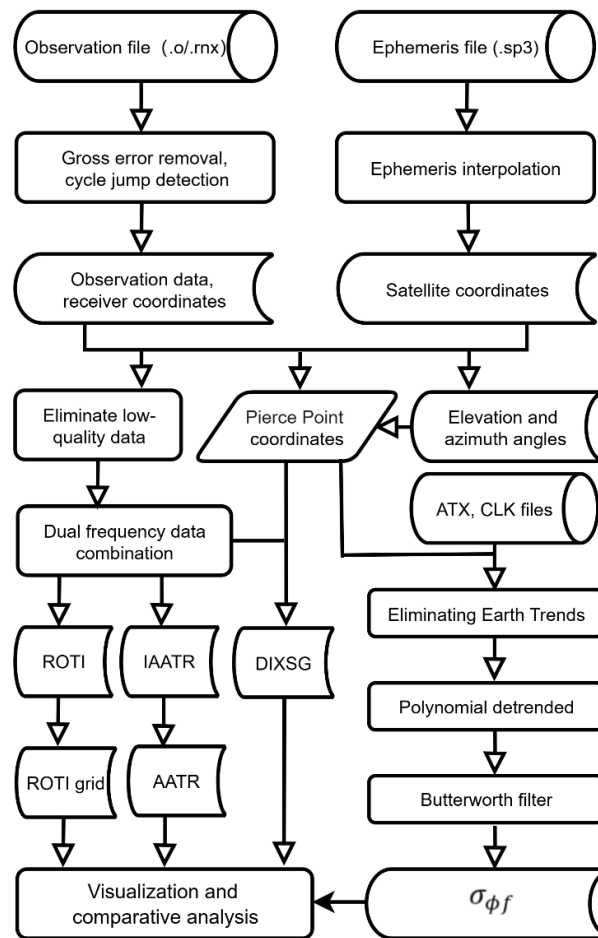 Observation file (.o/.rnx)
Ephemeris file (.sp3)
Gross error removal,
cycle jump detection
Ephemeris interpolation
Observation data,
receiver coordinates
Satellite coordinates
Eliminate low-
quality data
Pierce Point
coordinates
Elevation and
azimuth angles
ATX, CLK files
Dual frequency data
combination
Eliminating Earth Trends
ROTI
IAATR
DIXSG
Polynomial detrended
ROTI grid
AATR
Butterworth filter
Visualization and
comparative analysis
σϕf